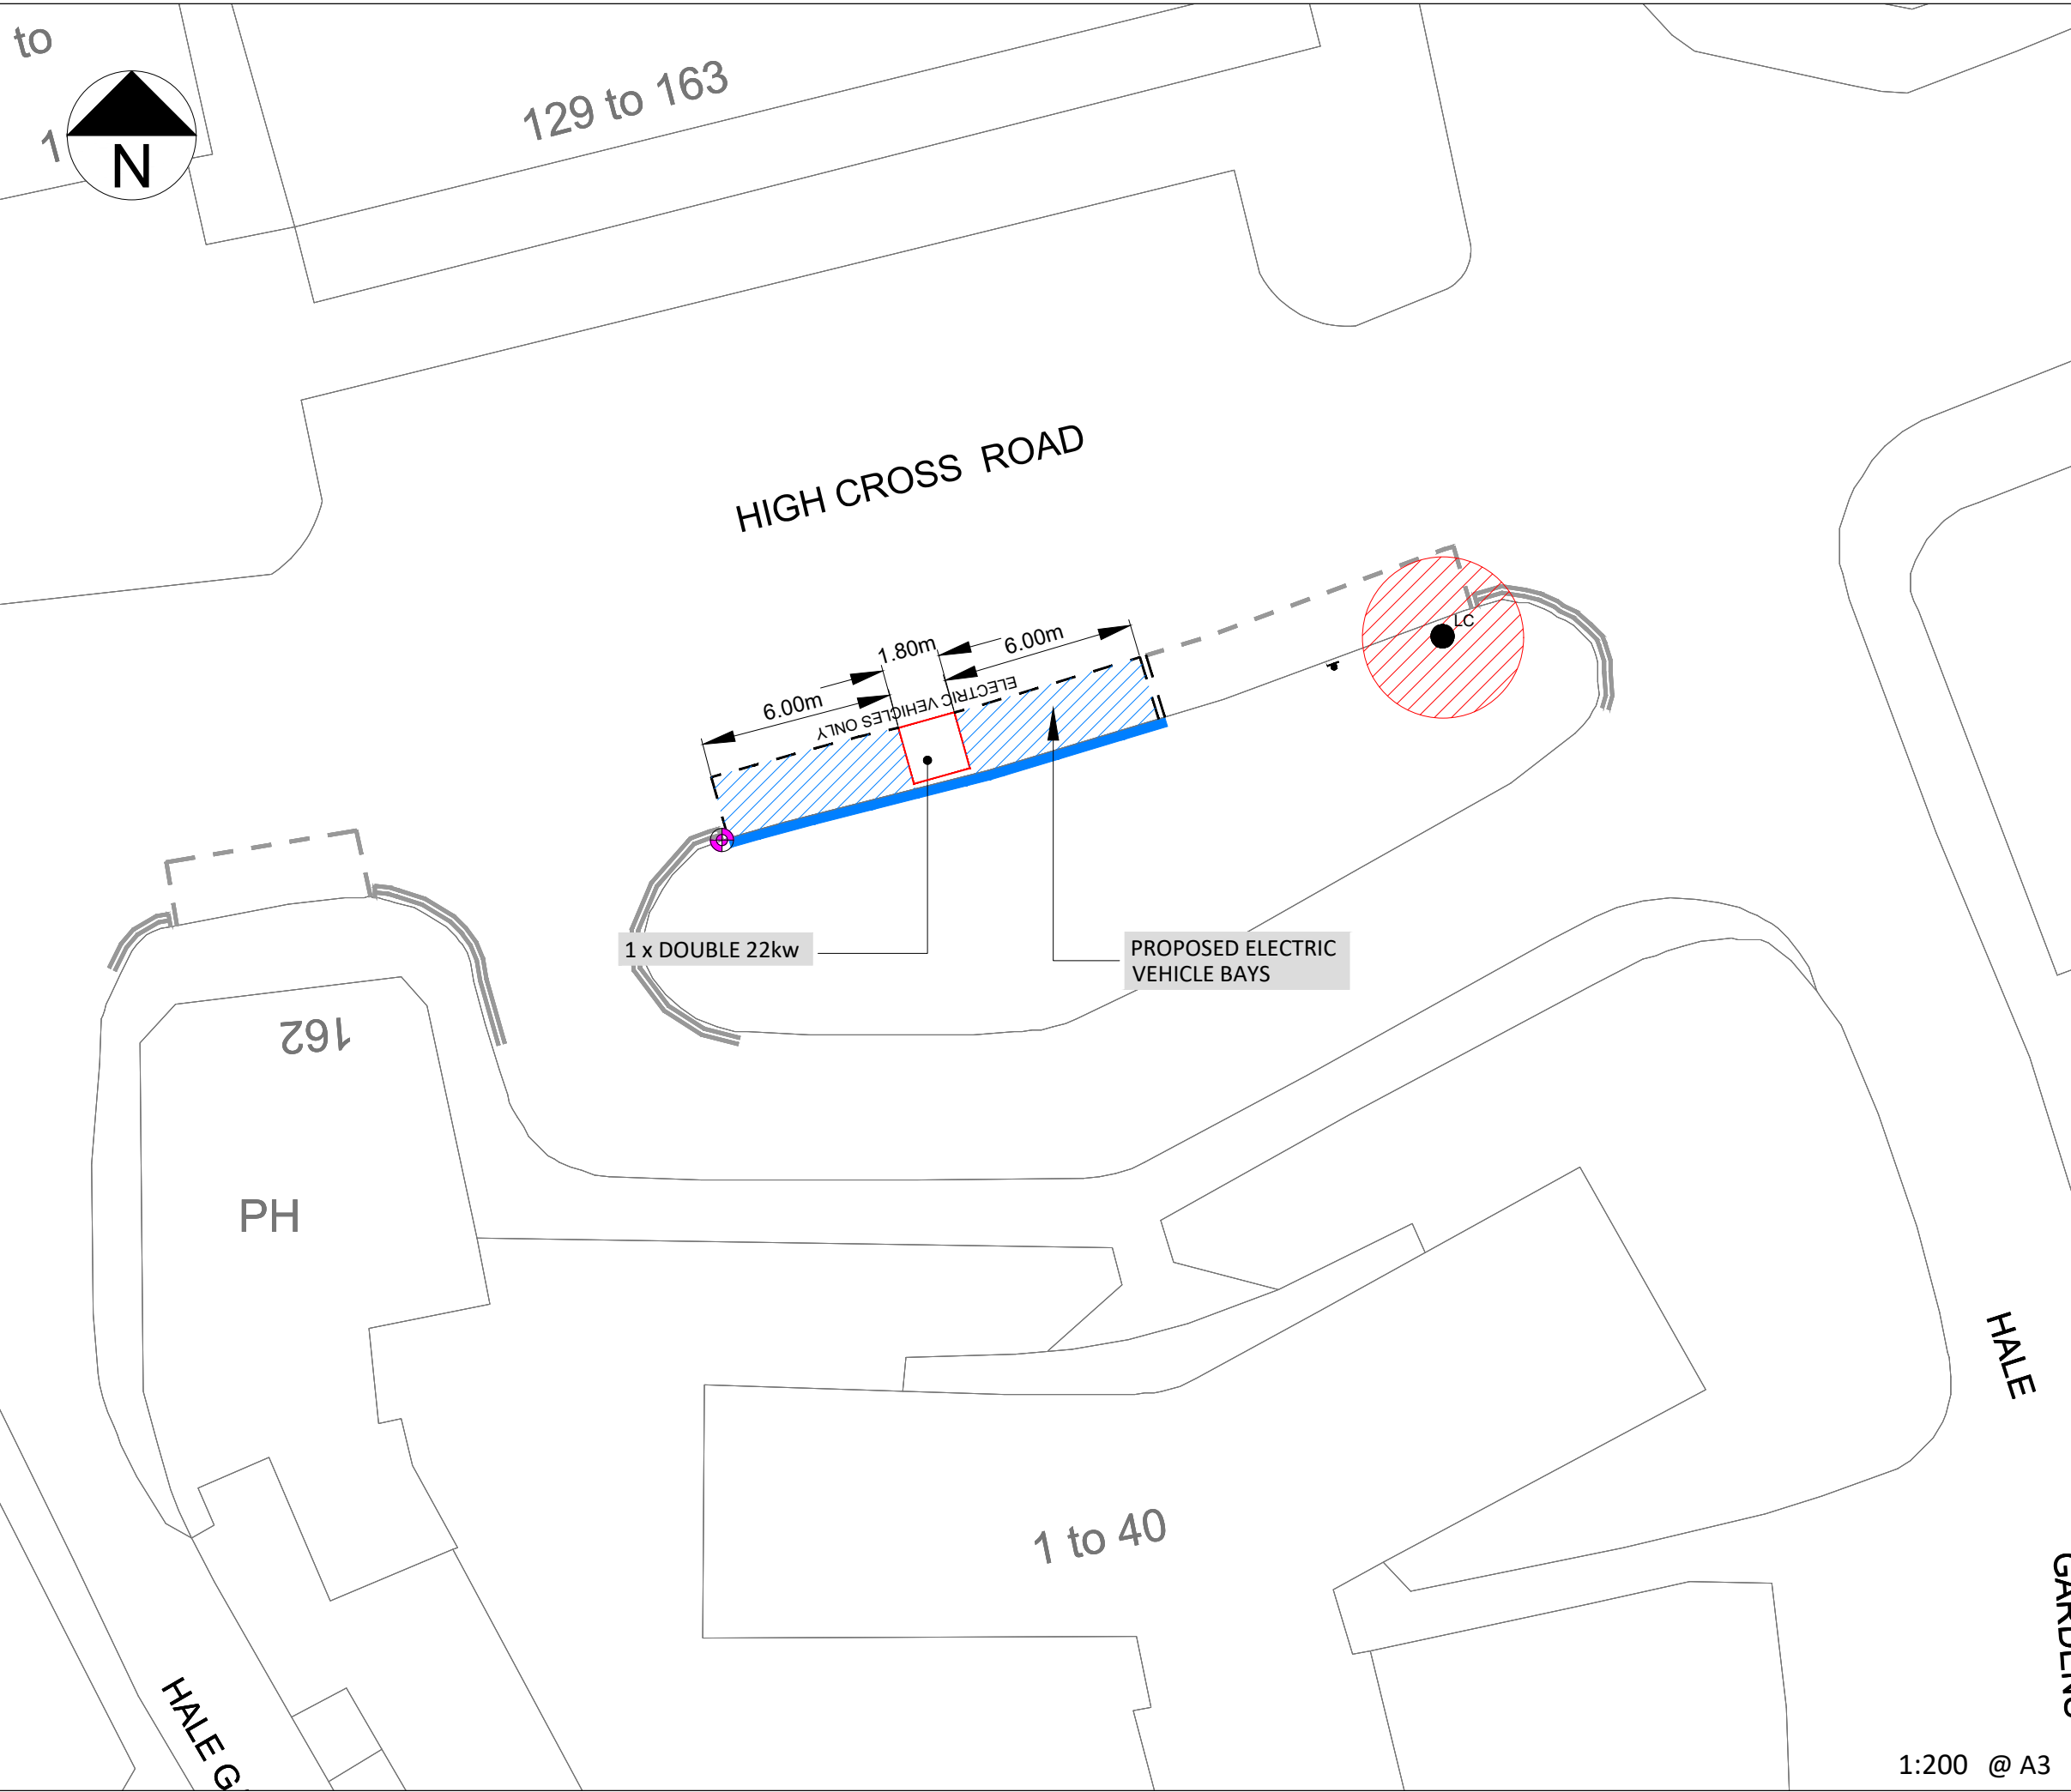 to
1
N
129 to 163
HIGH CROSS ROAD
LC
1.80m
6.00m
6.00m
ELECTRIC VEHICLES ONLY
1 x DOUBLE 22kw
PROPOSED ELECTRIC
VEHICLE BAYS
162
PH
HALE
1 to 40
GARDENS
HALE G
1:200 @ A3